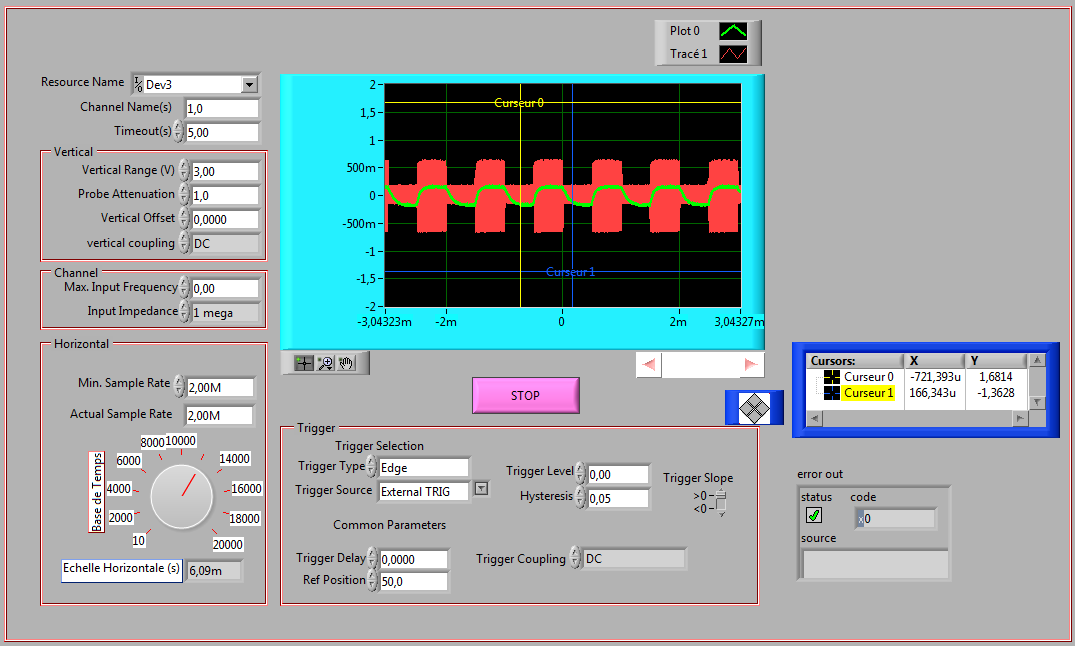 Plot 0
Tracé 1
Resource Name I/0 Dev3
Channel Name(s) 1,0
Timeout(s) 5,00
Vertical
Vertical Range (V) 3,00
Probe Attenuation 1,0
Vertical Offset 0,0000
vertical coupling DC
Channel
Max. Input Frequency 0,00
Input Impedance 1 mega
Horizontal
Min. Sample Rate 2,00M
Actual Sample Rate 2,00M
Base de Temps
10
2000
4000
6000
8000
10000
14000
16000
18000
20000
Echelle Horizontale (s) 6,09m
2
1,5
1
500m
0
-500m
-1
-1,5
-2
-3,04323m -2m 0 2m 3,04327m
Curseur 0
Curseur 1
STOP
Cursors: X Y
Curseur 0 -721,393u 1,6814
Curseur 1 166,343u -1,3628
Trigger
Trigger Selection
Trigger Type Edge
Trigger Source External TRIG
Trigger Level 0,00
Hysteresis 0,05
Trigger Slope
>0
<0
Common Parameters
Trigger Delay 0,0000
Ref Position 50,0
Trigger Coupling DC
error out
status code
x0
source